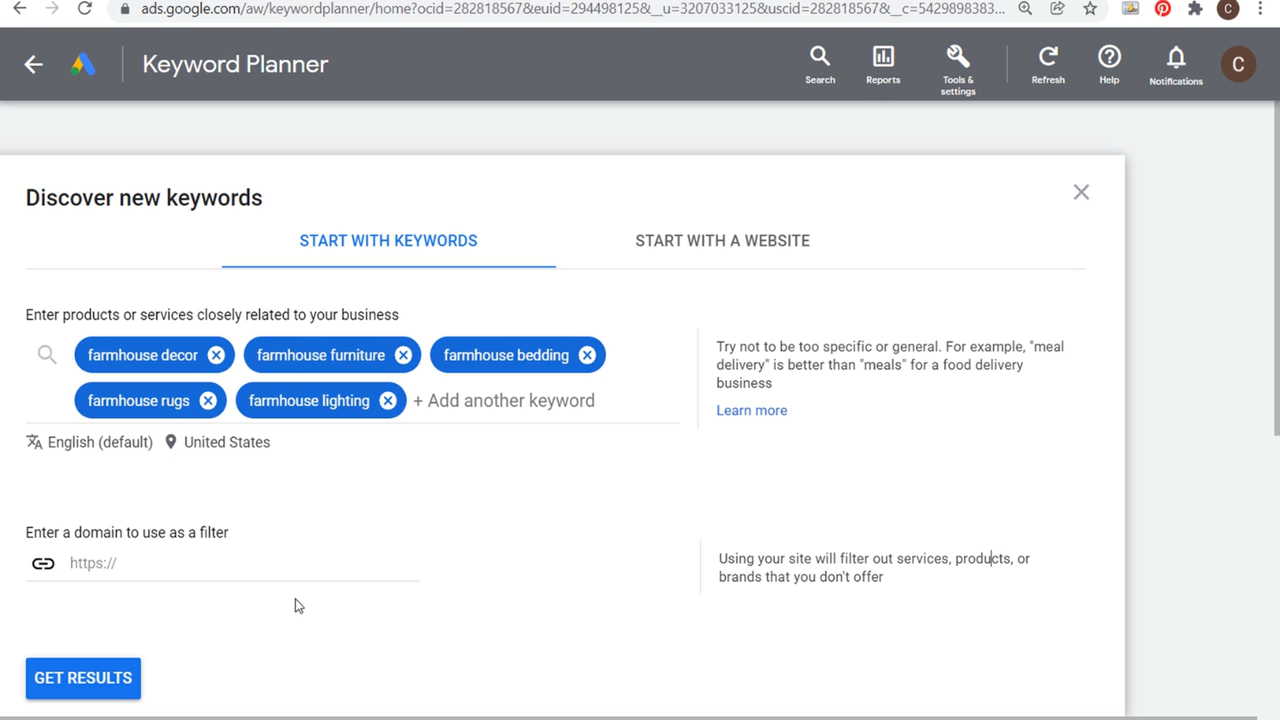 ads.google.com/aw/keywordplanner/home?ocid=282818567&euid=294498125&__u=3207033125&uscid=282818567&__c=5429898383...
C
Keyword Planner
Search
Reports
Tools &
settings
Refresh
Help
Notifications
C
Discover new keywords
START WITH KEYWORDS
START WITH A WEBSITE
Enter products or services closely related to your business
farmhouse decor
farmhouse furniture
farmhouse bedding
farmhouse rugs
farmhouse lighting
+ Add another keyword
Try not to be too specific or general. For example, "meal
delivery" is better than "meals" for a food delivery
business
Learn more
English (default)
United States
Enter a domain to use as a filter
https://
Using your site will filter out services, products, or
brands that you don't offer
GET RESULTS